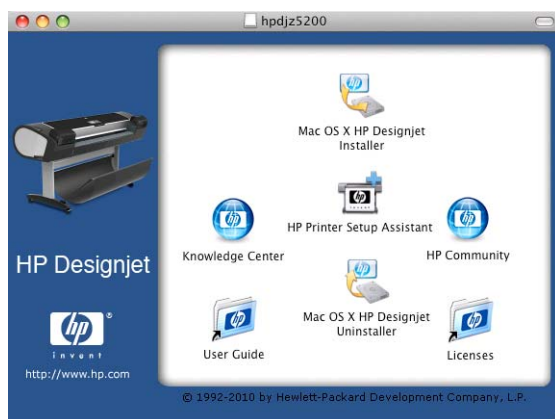 hpdjz5200
Mac OS X HP Designjet
Installer
HP Printer Setup Assistant
Knowledge Center
HP Community
HP Designjet
Mac OS X HP Designjet
Uninstaller
hp
invent
http://www.hp.com
User Guide
Licenses
© 1992-2010 by Hewlett-Packard Development Company, L.P.